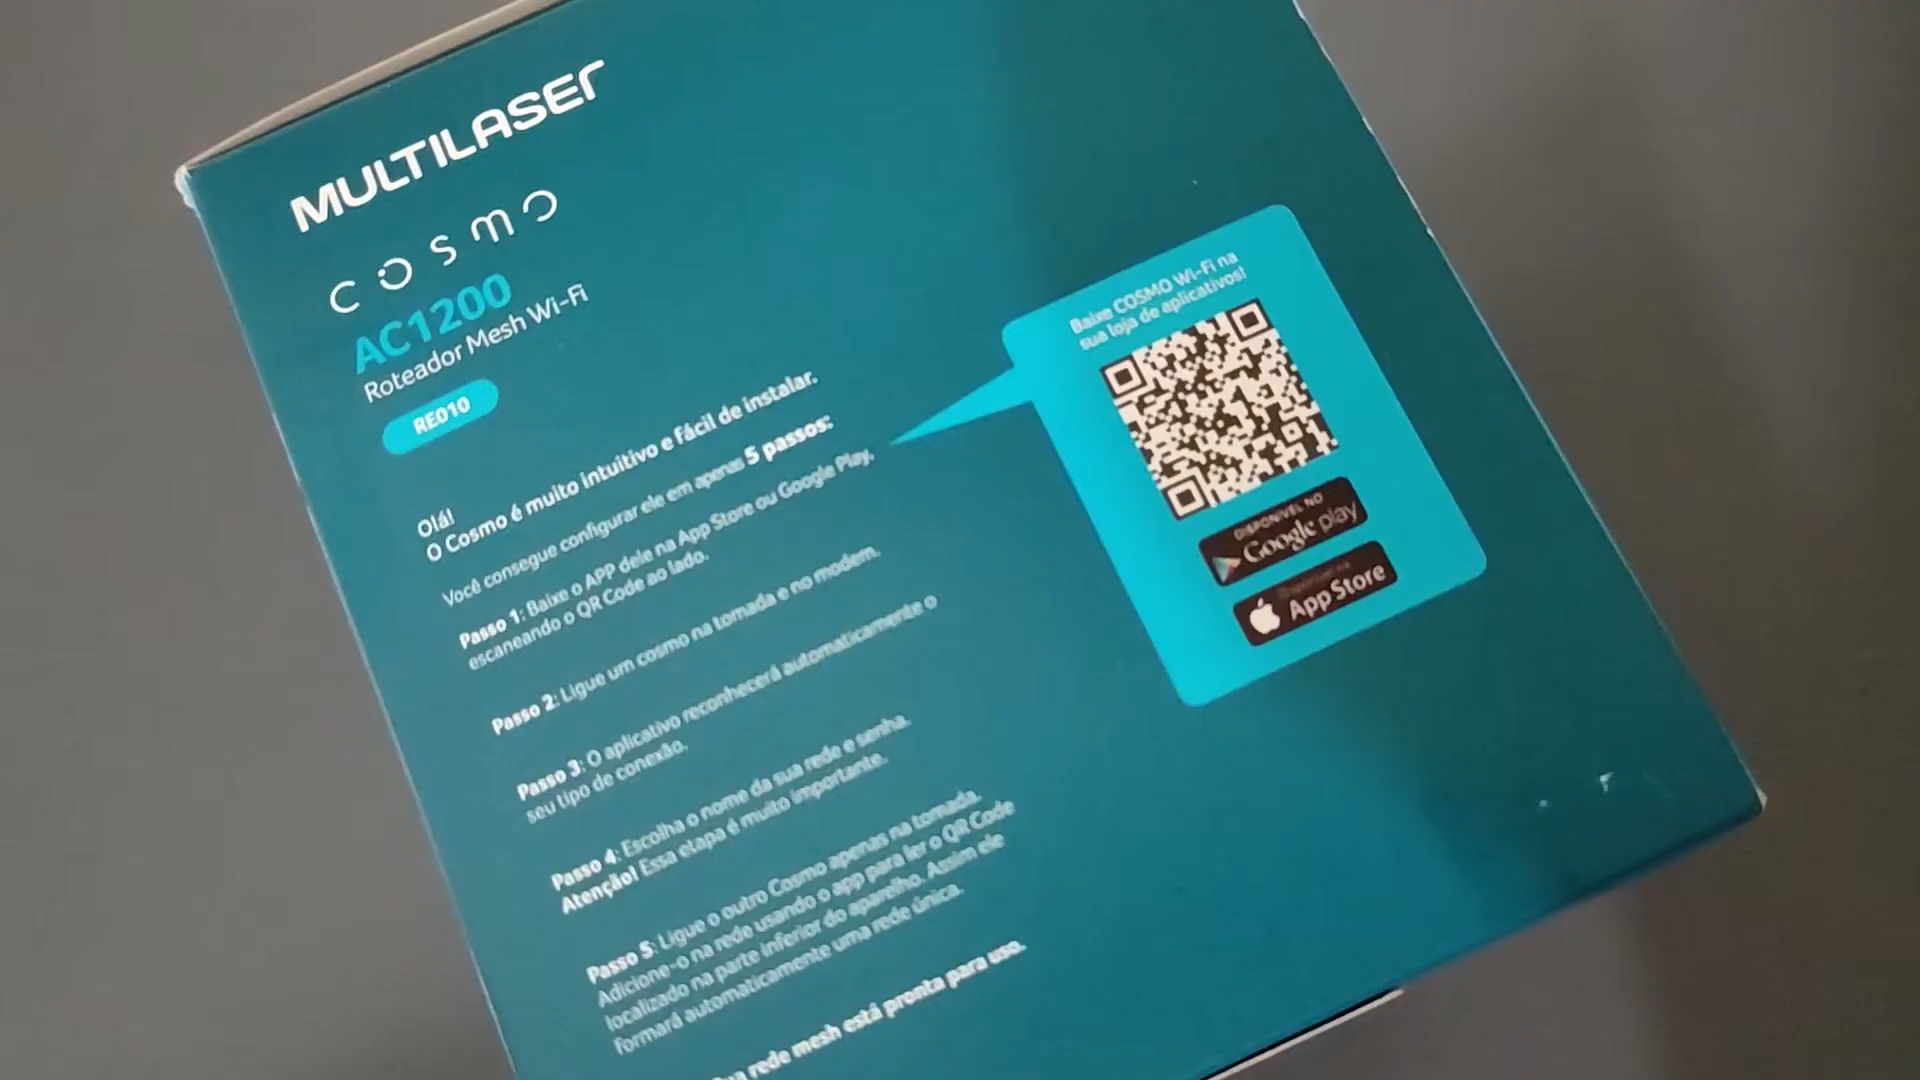 MULTILASER
cosmo
AC1200
Roteador Mesh Wi-Fi
RE010
Olá!
O Cosmo é muito intuitivo e fácil de instalar.
Você consegue configurar ele em apenas 5 passos:
Passo 1: Baixe o APP dele na App Store ou Google Play,
escaneando o QR Code ao lado.
Passo 2: Ligue um cosmo na tomada e no modem.
Passo 3: O aplicativo reconhecerá automaticamente o
seu tipo de conexão.
Passo 4: Escolha o nome da sua rede e senha.
Atenção! Essa etapa é muito importante.
Passo 5: Ligue o outro Cosmo apenas na tomada.
Adicione-o na rede usando o app para ler o QR Code
localizado na parte inferior do aparelho. Assim ele
formará automaticamente uma rede única.
rede mesh está pronta para uso.
Baixe COSMO Wi-Fi na
sua loja de aplicativos!
DISPONÍVEL NO
Google play
App Store